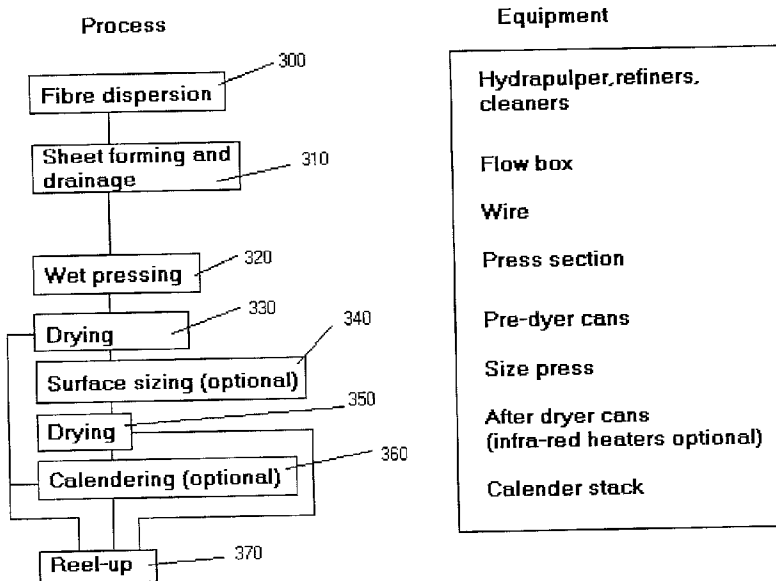 Process
300
Fibre dispersion
Sheet forming and
drainage
310
320
Wet pressing
330
Drying
340
Surface sizing (optional)
350
Drying
360
Calendering (optional)
370
Reel-up
Equipment
Hydrapulper,refiners,
cleaners
Flow box
Wire
Press section
Pre-dyer cans
Size press
After dryer cans
(infra-red heaters optional)
Calender stack